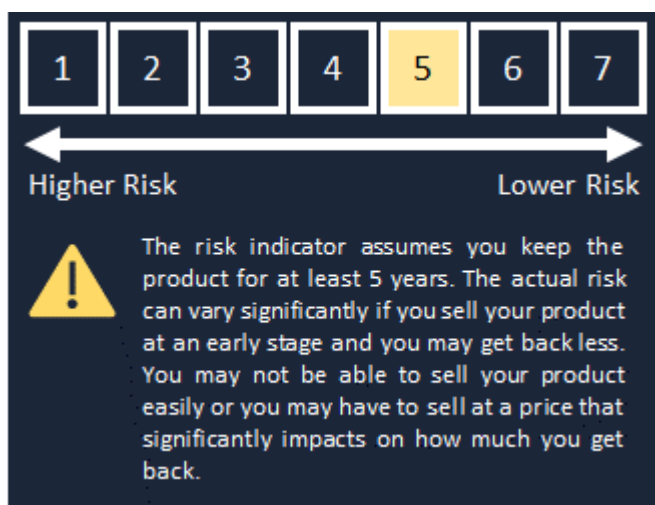 1 2 3 4 5 6 7
Higher Risk Lower Risk
The risk indicator assumes you keep the
product for at least 5 years. The actual risk
can vary significantly if you sell your product
at an early stage and you may get back less.
You may not be able to sell your product
easily or you may have to sell at a price that
significantly impacts on how much you get
back.